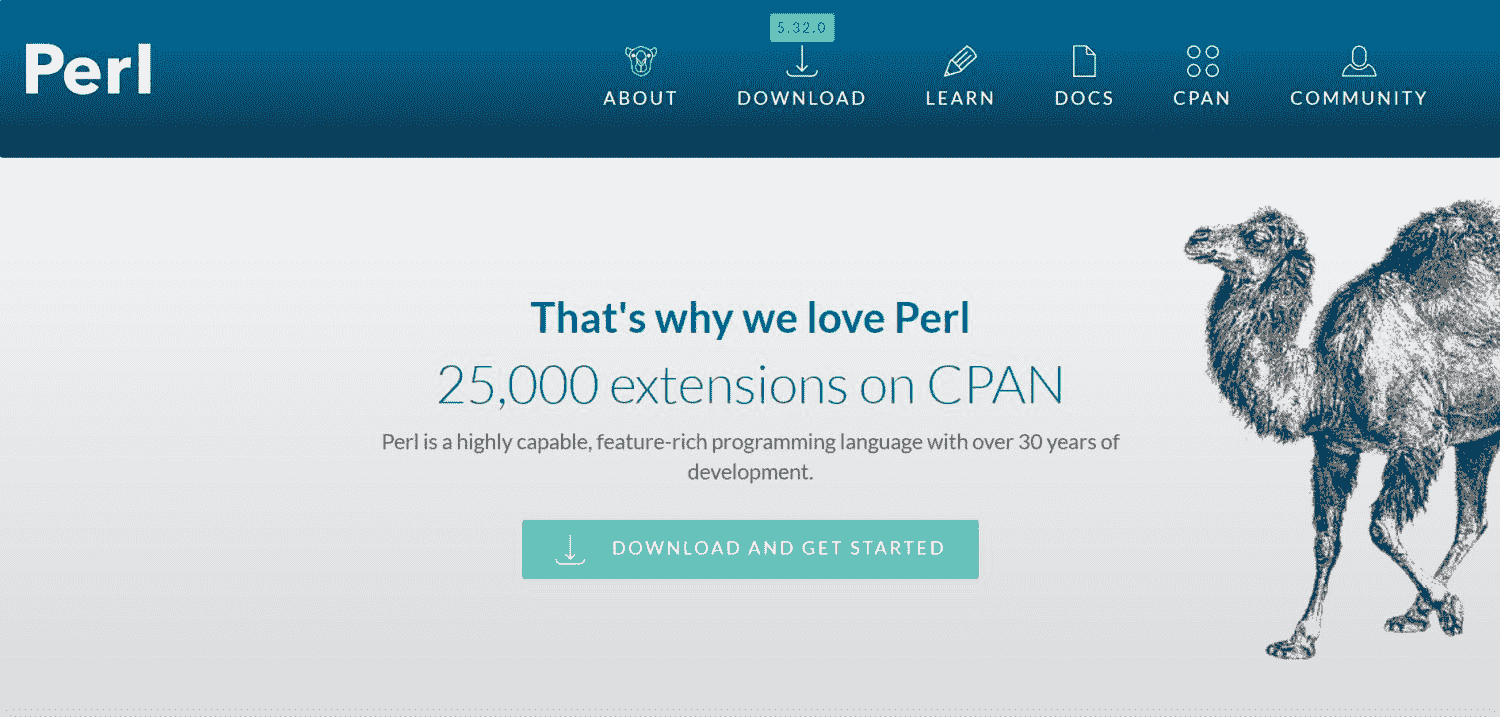 Perl
5.32.0
ABOUT
DOWNLOAD
LEARN
DOCS
CPAN
COMMUNITY
That's why we love Perl
25,000 extensions on CPAN
Perl is a highly capable, feature-rich programming language with over 30 years of
development.
DOWNLOAD AND GET STARTED